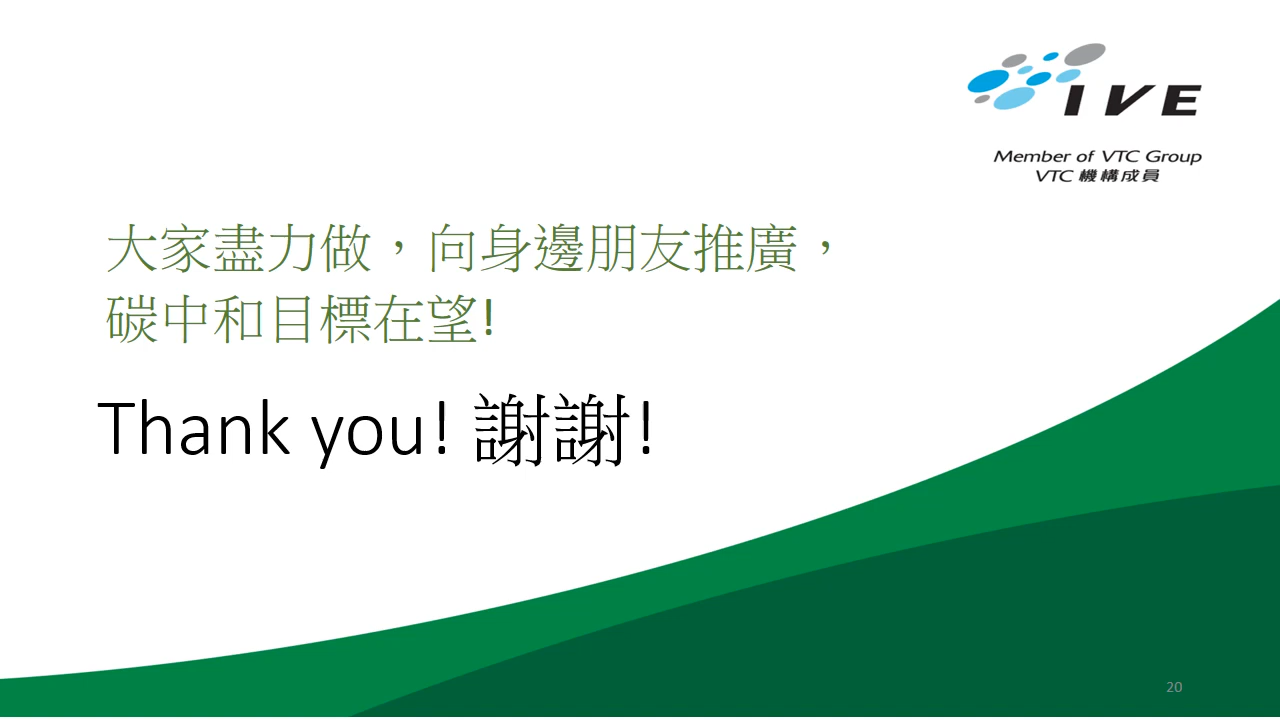 IVE
Member of VTC Group
VTC 機構成員
大家盡力做，向身邊朋友推廣，
碳中和目標在望!
Thank you! 謝謝!
20